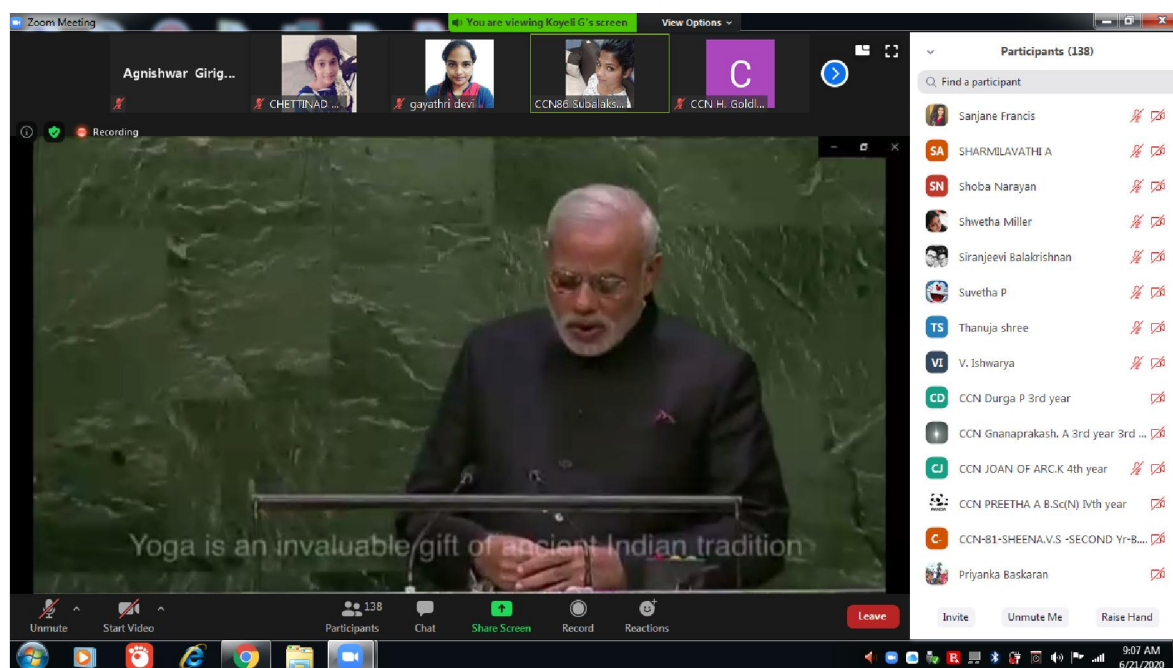 Zoom Meeting
You are viewing Koyeli G's screen
View Options
Agnishwar Girig...
CHETTINAD ...
gayathri devi
CCN86 Subalaks...
C
CCN H. Goldl...
Recording
Yoga is an invaluable gift of ancient Indian tradition
Unmute
Start Video
138
Participants
Chat
Share Screen
Record
Reactions
Leave
Participants (138)
Find a participant
Sanjane Francis
SA SHARMILAVATHI A
SN Shoba Narayan
Shwetha Miller
Siranjeevi Balakrishnan
Suvetha P
TS Thanuja shree
VI V. Ishwarya
CD CCN Durga P 3rd year
CCN Gnanaprakash. A 3rd year 3rd ...
CJ CCN JOAN OF ARC.K 4th year
PANDA CCN PREETHA A B.Sc(N) IVth year
C- CCN-81-SHEENA.V.S -SECOND Yr-B....
Priyanka Baskaran
Invite
Unmute Me
Raise Hand
9:07 AM